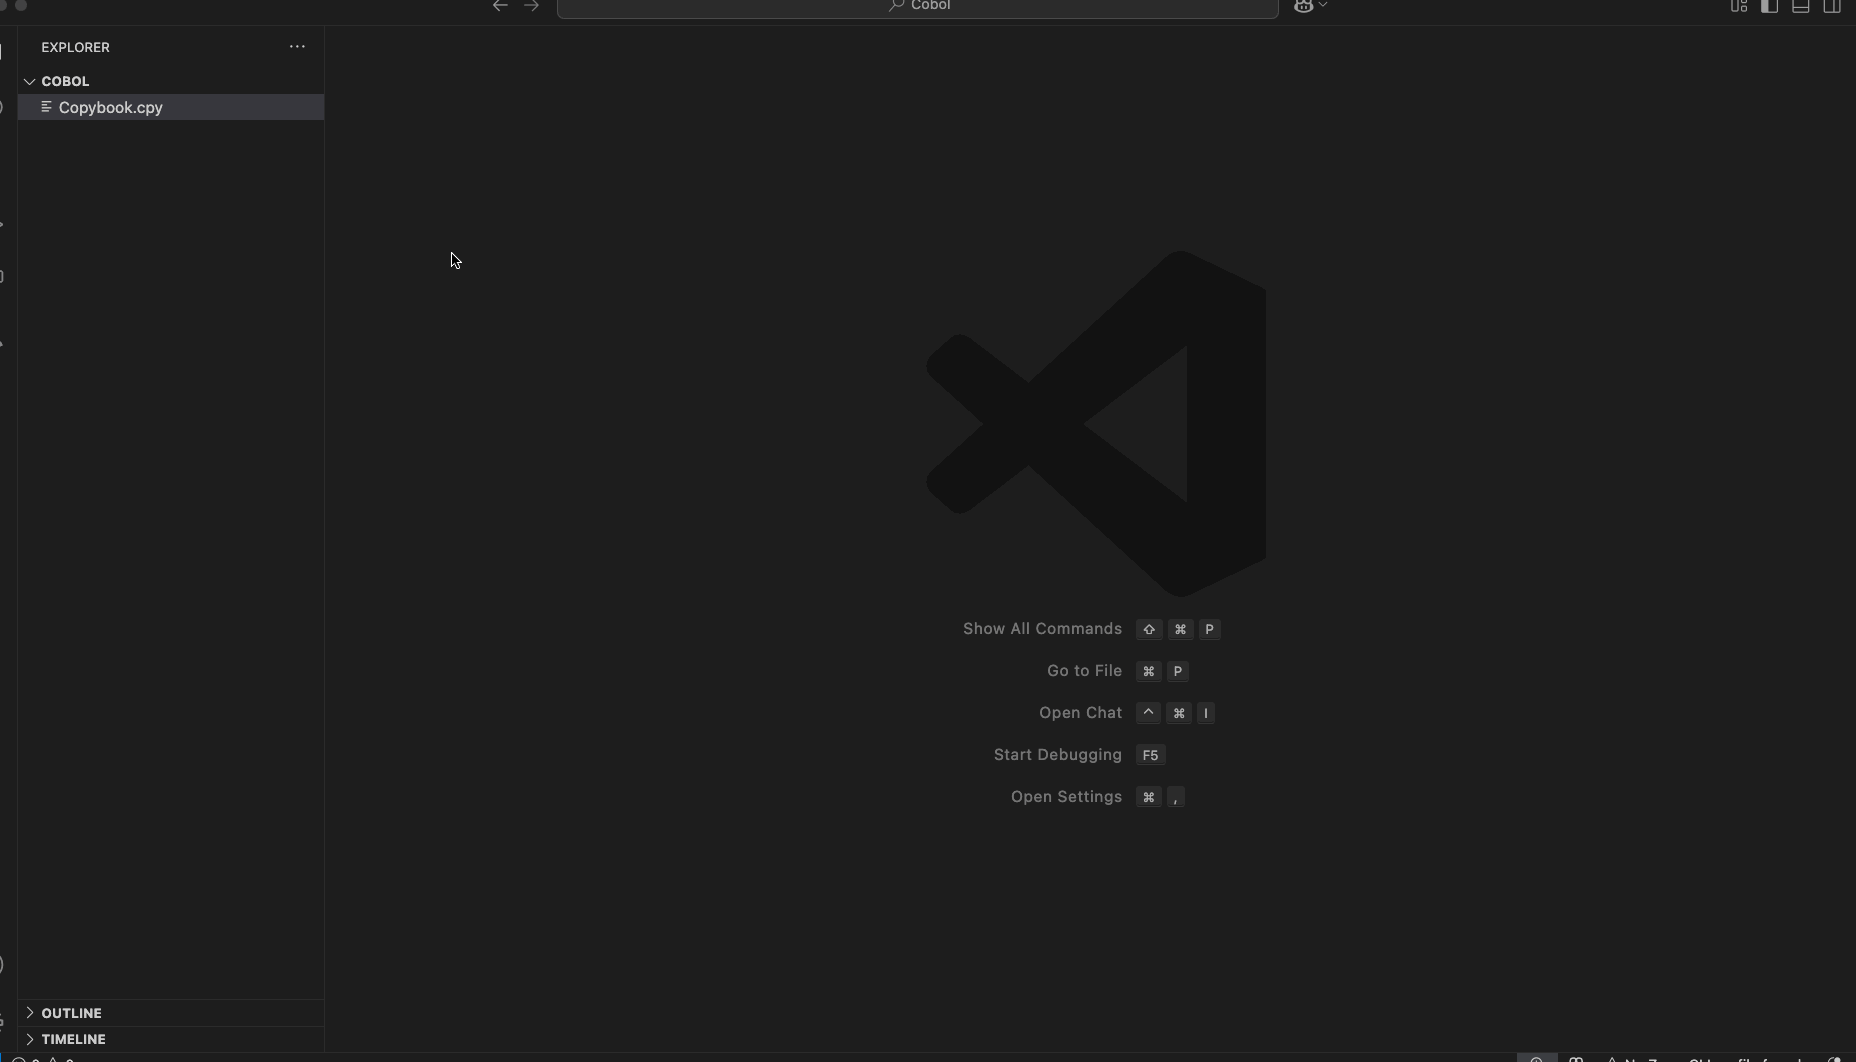 Cobol
EXPLORER
COBOL
Copybook.cpy
Show All Commands ⇧ ⌘ P
Go to File ⌘ P
Open Chat ^ ⌘ I
Start Debugging F5
Open Settings ⌘ ,
OUTLINE
TIMELINE